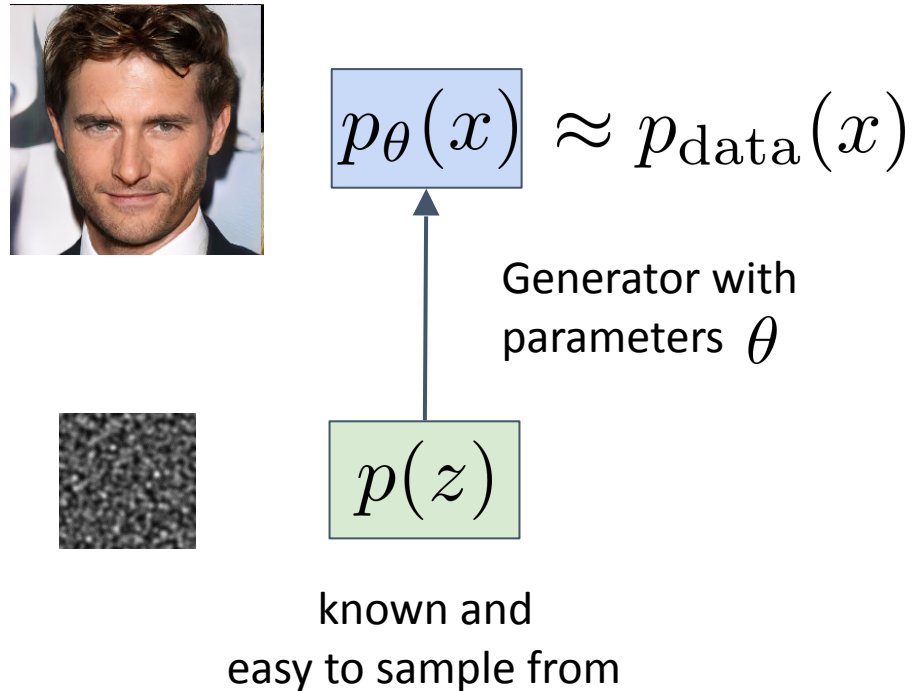 pθ(x) ≈ pdata(x)
Generator with
parameters θ
p(z)
known and
easy to sample from